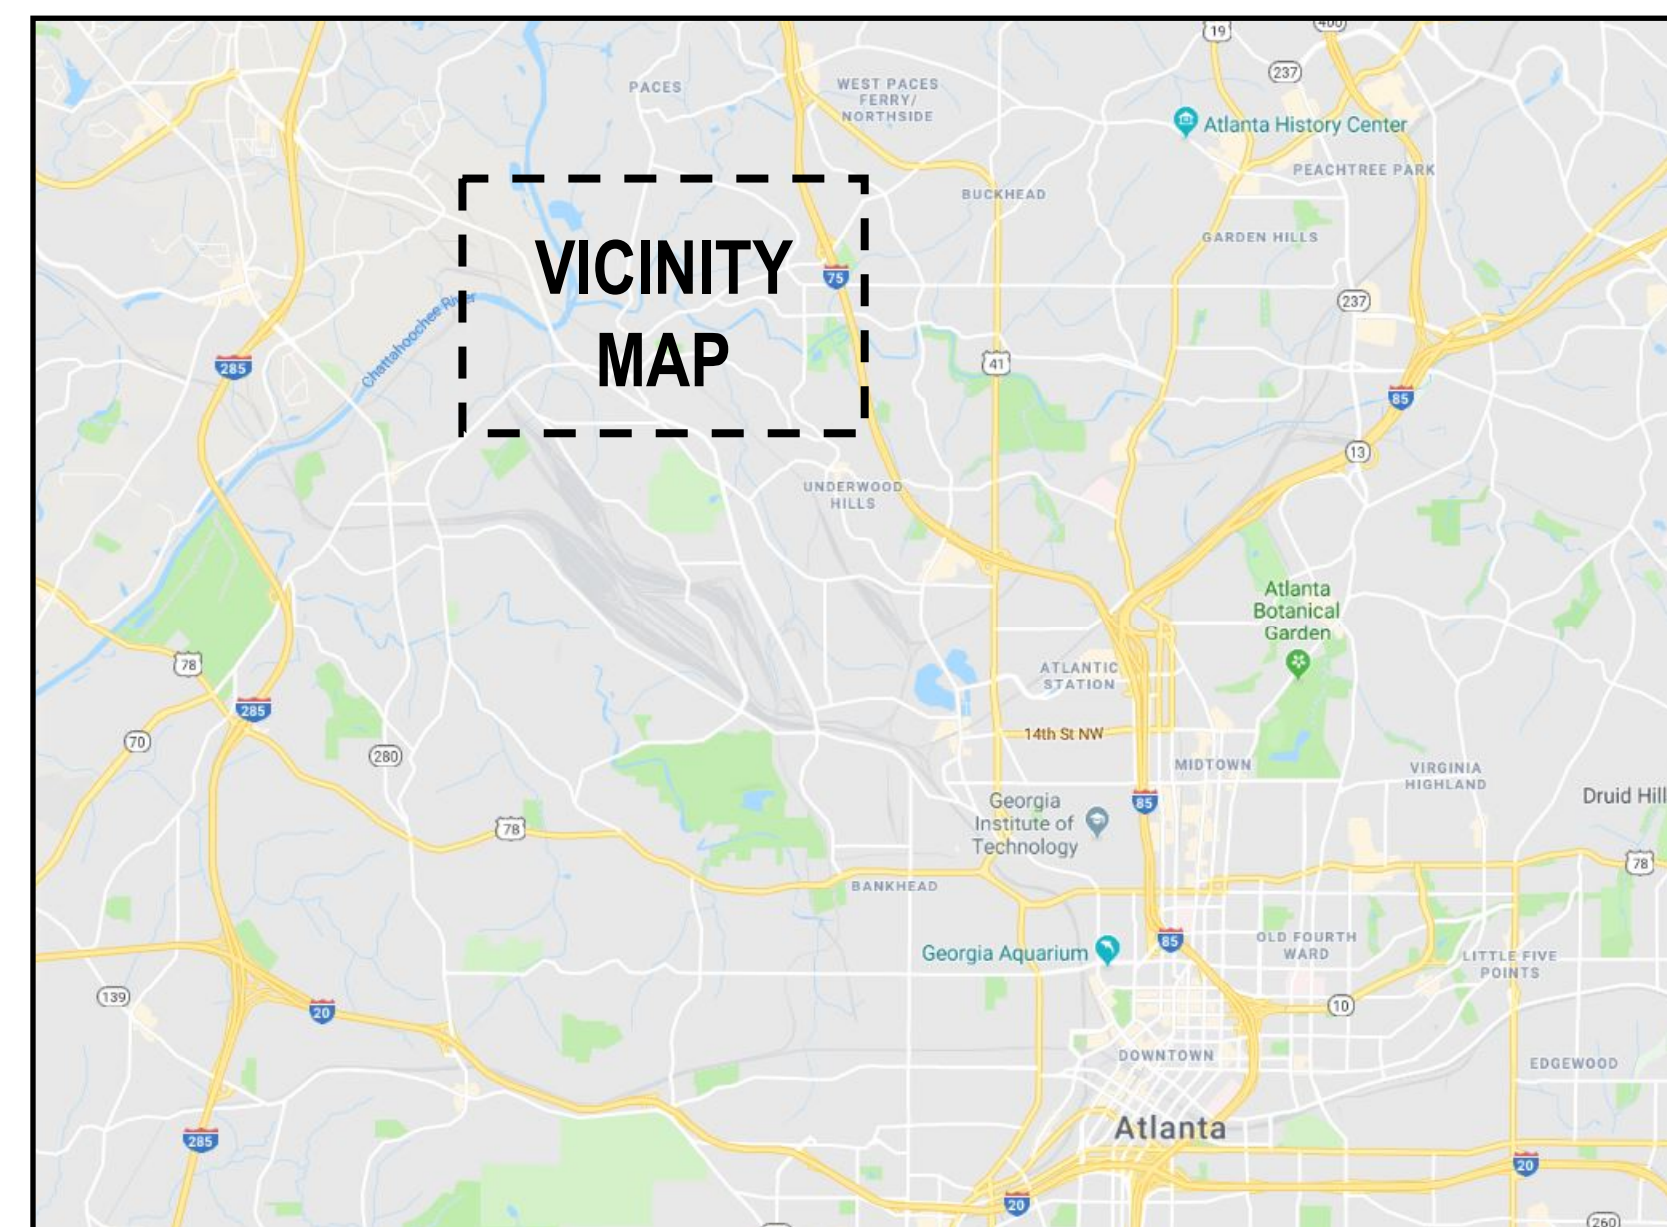 19
400
237
PACES
WEST PACES
FERRY/
NORTHSIDE
Atlanta History Center
PEACHTREE PARK
BUCKHEAD
GARDEN HILLS
VICINITY
MAP
75
237
Chattahoochee River
285
41
85
13
UNDERWOOD
HILLS
Atlanta
Botanical
Garden
78
ATLANTIC
STATION
285
70
280
14th St NW
MIDTOWN
VIRGINIA
HIGHLAND
Druid Hill
85
Georgia
Institute of
Technology
78
78
BANKHEAD
Georgia Aquarium
85
OLD FOURTH
WARD
LITTLE FIVE
POINTS
139
20
10
DOWNTOWN
EDGEWOOD
Atlanta
285
20
20
260